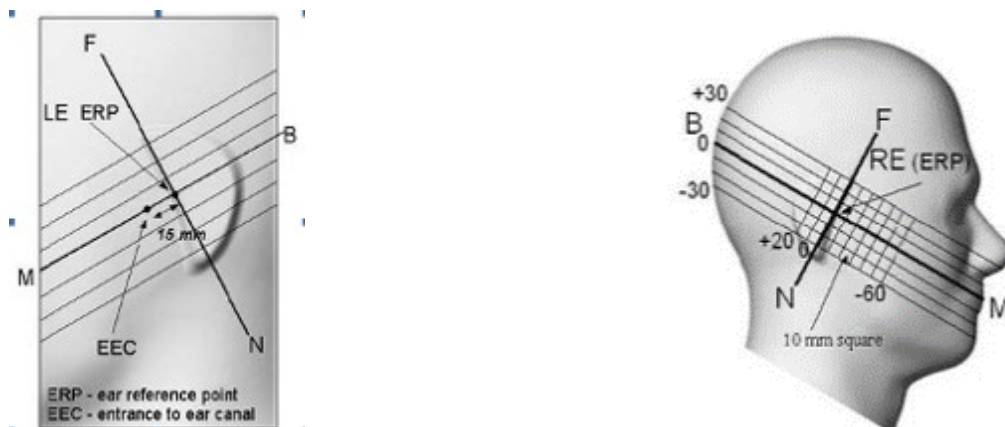 F
LE ERP
B
15 mm
M
EEC
N
ERP - ear reference point
EEC - entrance to ear canal
+30
B
0
F
RE (ERP)
-30
+20
0
N
-60
M
10 mm square